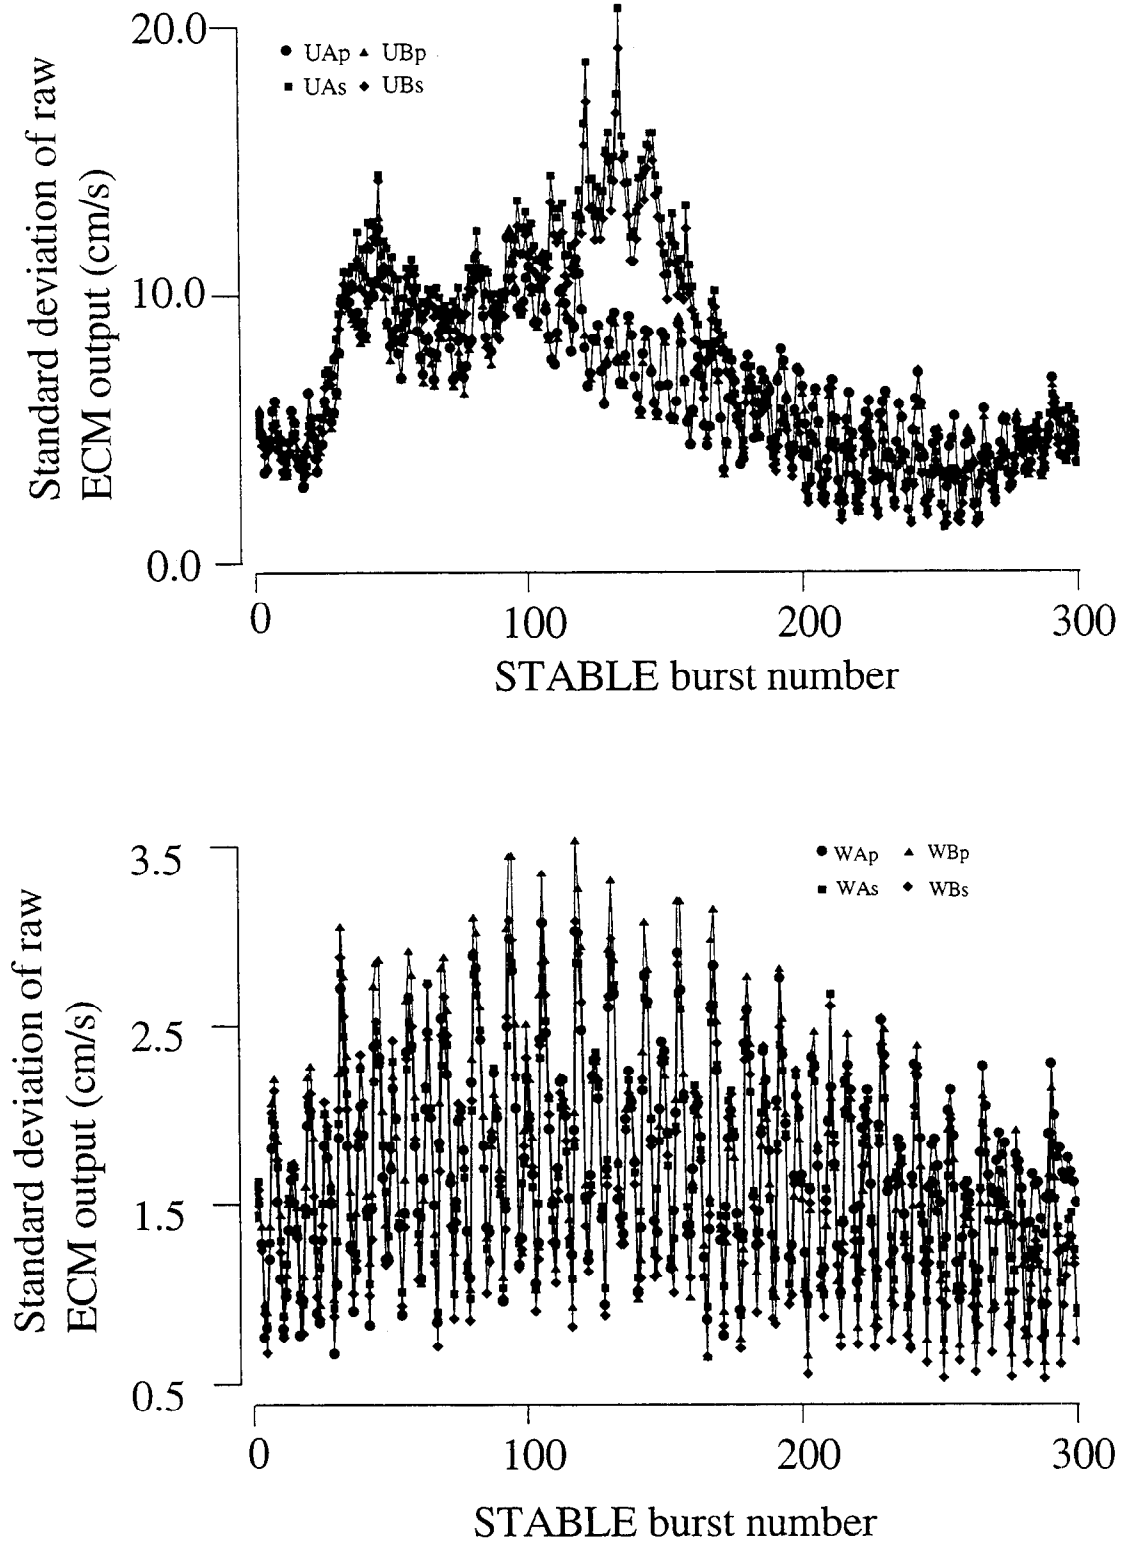 Standard deviation of raw
ECM output (cm/s)
20.0
10.0
0.0
UAp UBp
UAs UBs
0 100 200 300
STABLE burst number
Standard deviation of raw
ECM output (cm/s)
3.5
2.5
1.5
0.5
WAp WBp
WAs WBs
0 100 200 300
STABLE burst number